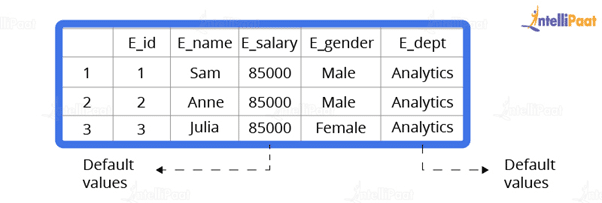 IntelliPaat
E_id E_name E_salary E_gender E_dept
1 1 Sam 85000 Male Analytics
2 2 Anne 85000 Male Analytics
3 3 Julia 85000 Female Analytics
Default Default
values values